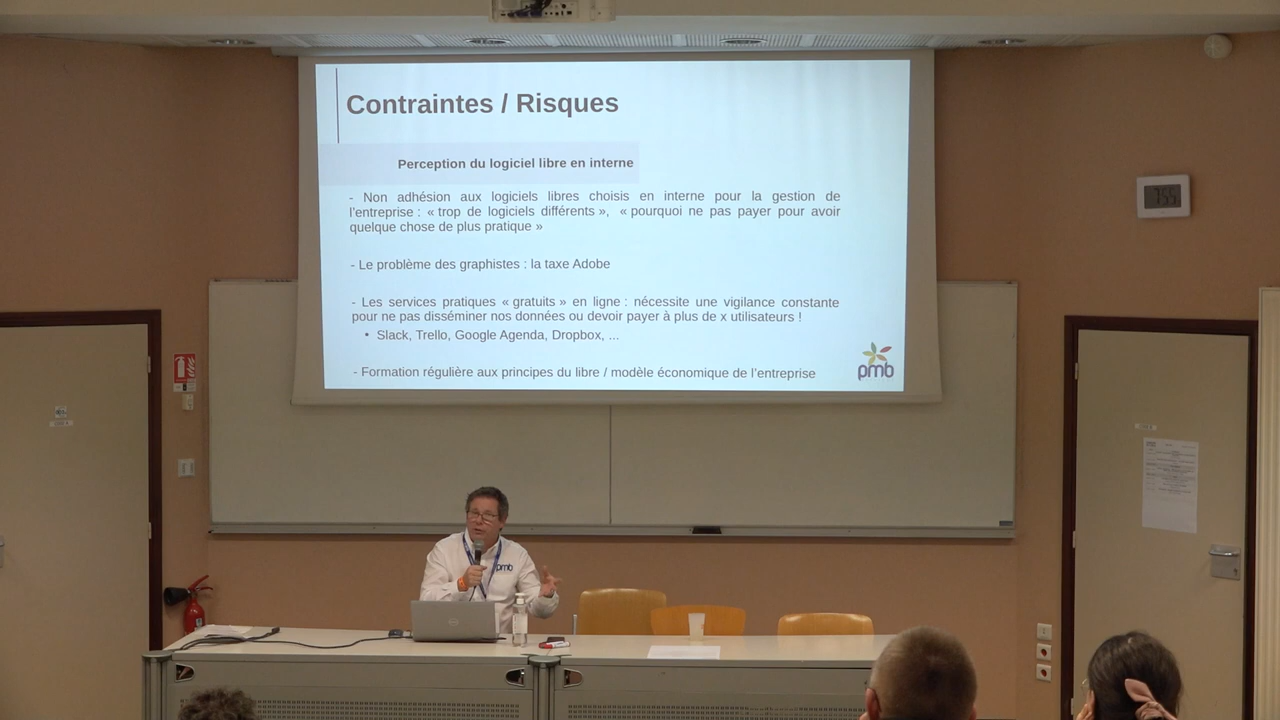 Contraintes / Risques
Perception du logiciel libre en interne
- Non adhésion aux logiciels libres choisis en interne pour la gestion de
l'entreprise : « trop de logiciels différents », « pourquoi ne pas payer pour avoir
quelque chose de plus pratique »
- Le problème des graphistes : la taxe Adobe
- Les services pratiques « gratuits » en ligne : nécessite une vigilance constante
pour ne pas disséminer nos données ou devoir payer à plus de x utilisateurs !
• Slack, Trello, Google Agenda, Dropbox, ...
- Formation régulière aux principes du libre / modèle économique de l'entreprise
pmb
pmb